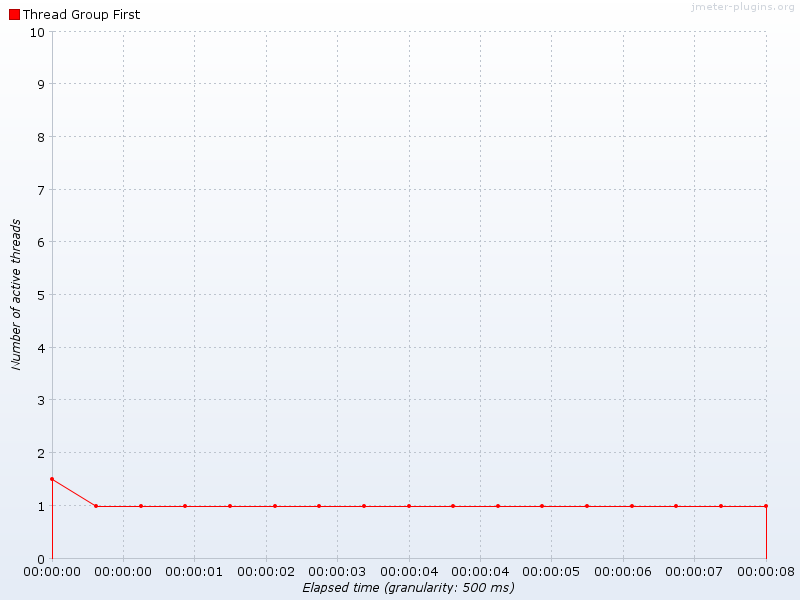 jmeter-plugins.org
Thread Group First
10
9
8
7
6
5
4
3
2
1
0
Number of active threads
00:00:00 00:00:00 00:00:01 00:00:02 00:00:03 00:00:04 00:00:04 00:00:05 00:00:06 00:00:07 00:00:08
Elapsed time (granularity: 500 ms)